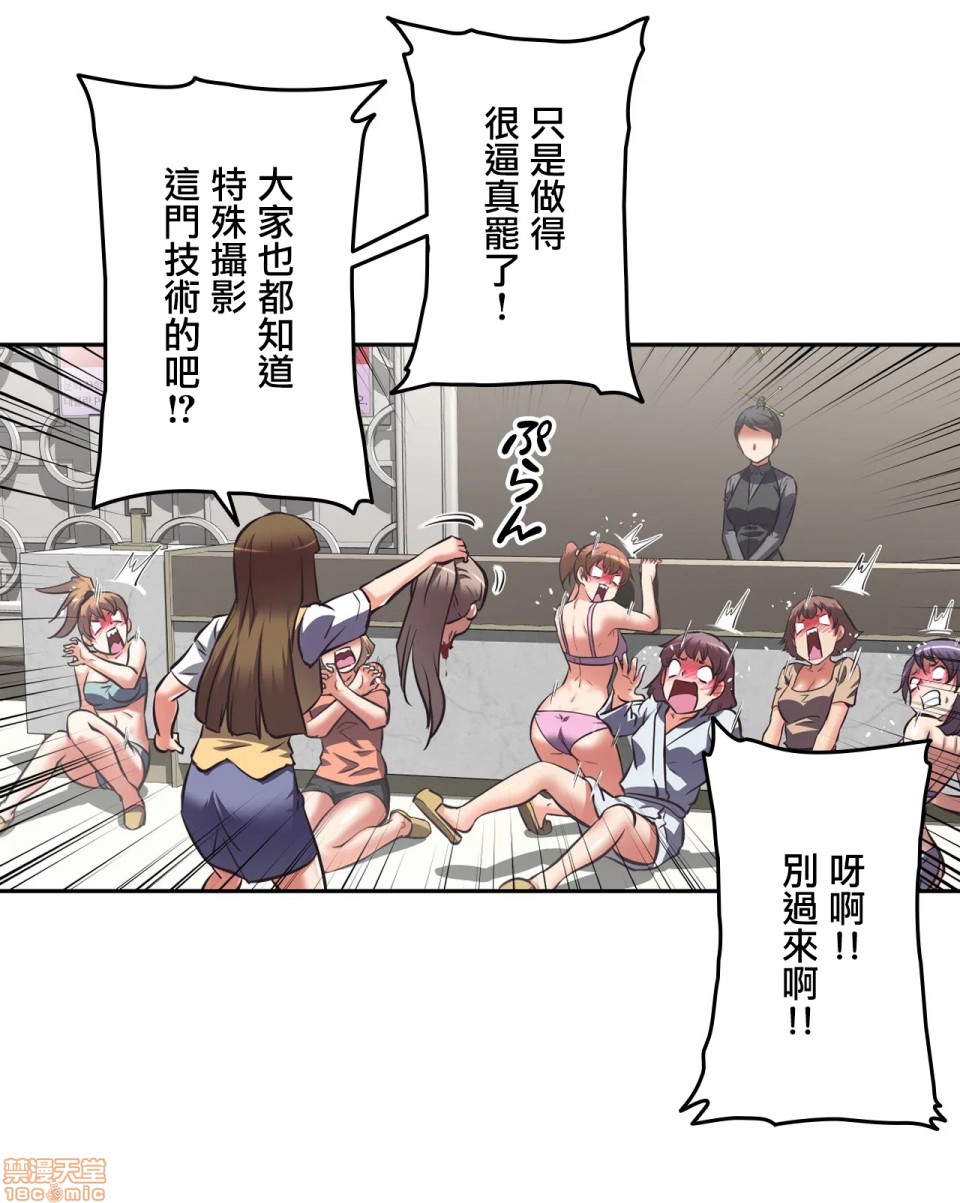 只是做得
很逼真罷了！
大家也都知道
特殊攝影
這門技術的吧!?
ぷらん
呀啊!!
別過來啊!!
禁漫天堂
18comic